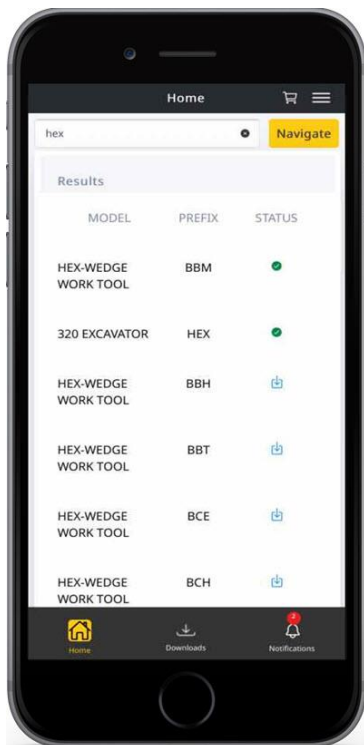 Home
hex
Navigate
Results
MODEL PREFIX STATUS
HEX-WEDGE BBM
WORK TOOL
320 EXCAVATOR HEX
HEX-WEDGE BBH
WORK TOOL
HEX-WEDGE BBT
WORK TOOL
HEX-WEDGE BCE
WORK TOOL
HEX-WEDGE BCH
WORK TOOL
Home Downloads Notifications